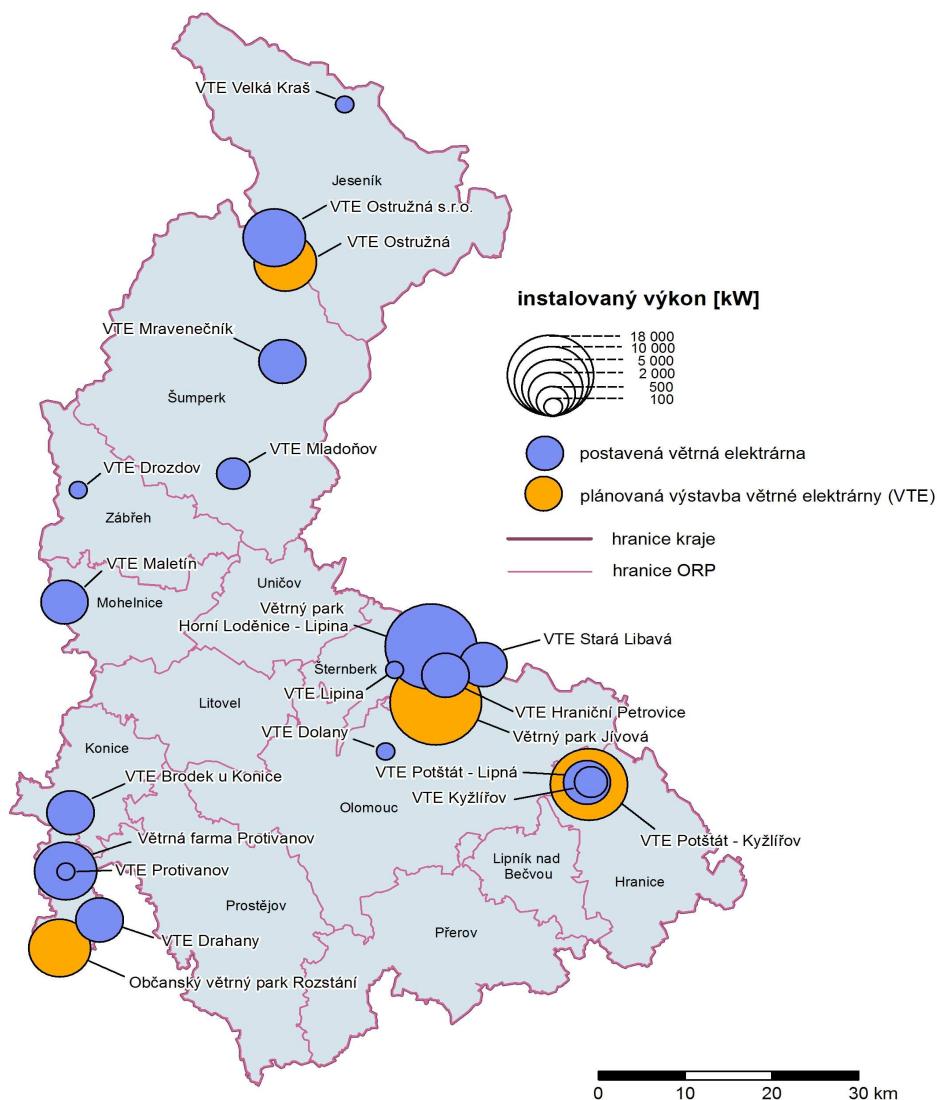 VTE Velká Kraš
Jeseník
VTE Ostružná s.r.o.
VTE Ostružná
VTE Mravenečník
Šumperk
VTE Mladoňov
VTE Drozdov
Zábřeh
VTE Maletín
Mohelnice
Uničov
Větrný park
Horní Loděnice - Lipina
VTE Stará Libavá
Šternberk
VTE Lipina
Litovel
VTE Hraniční Petrovice
VTE Dolany
Větrný park Jívová
Konice
VTE Potštát - Lipná
VTE Brodek u Konice
VTE Kyžlířov
Olomouc
Větrná farma Protivanov
VTE Potštát - Kyžlířov
VTE Protivanov
Lipník nad
Bečvou
Hranice
Prostějov
Přerov
VTE Drahany
Občanský větrný park Rozstání
instalovaný výkon [kW]
18 000
10 000
5 000
2 000
500
100
postavená větrná elektrárna
plánovaná výstavba větrné elektrárny (VTE)
hranice kraje
hranice ORP
0 10 20 30 km